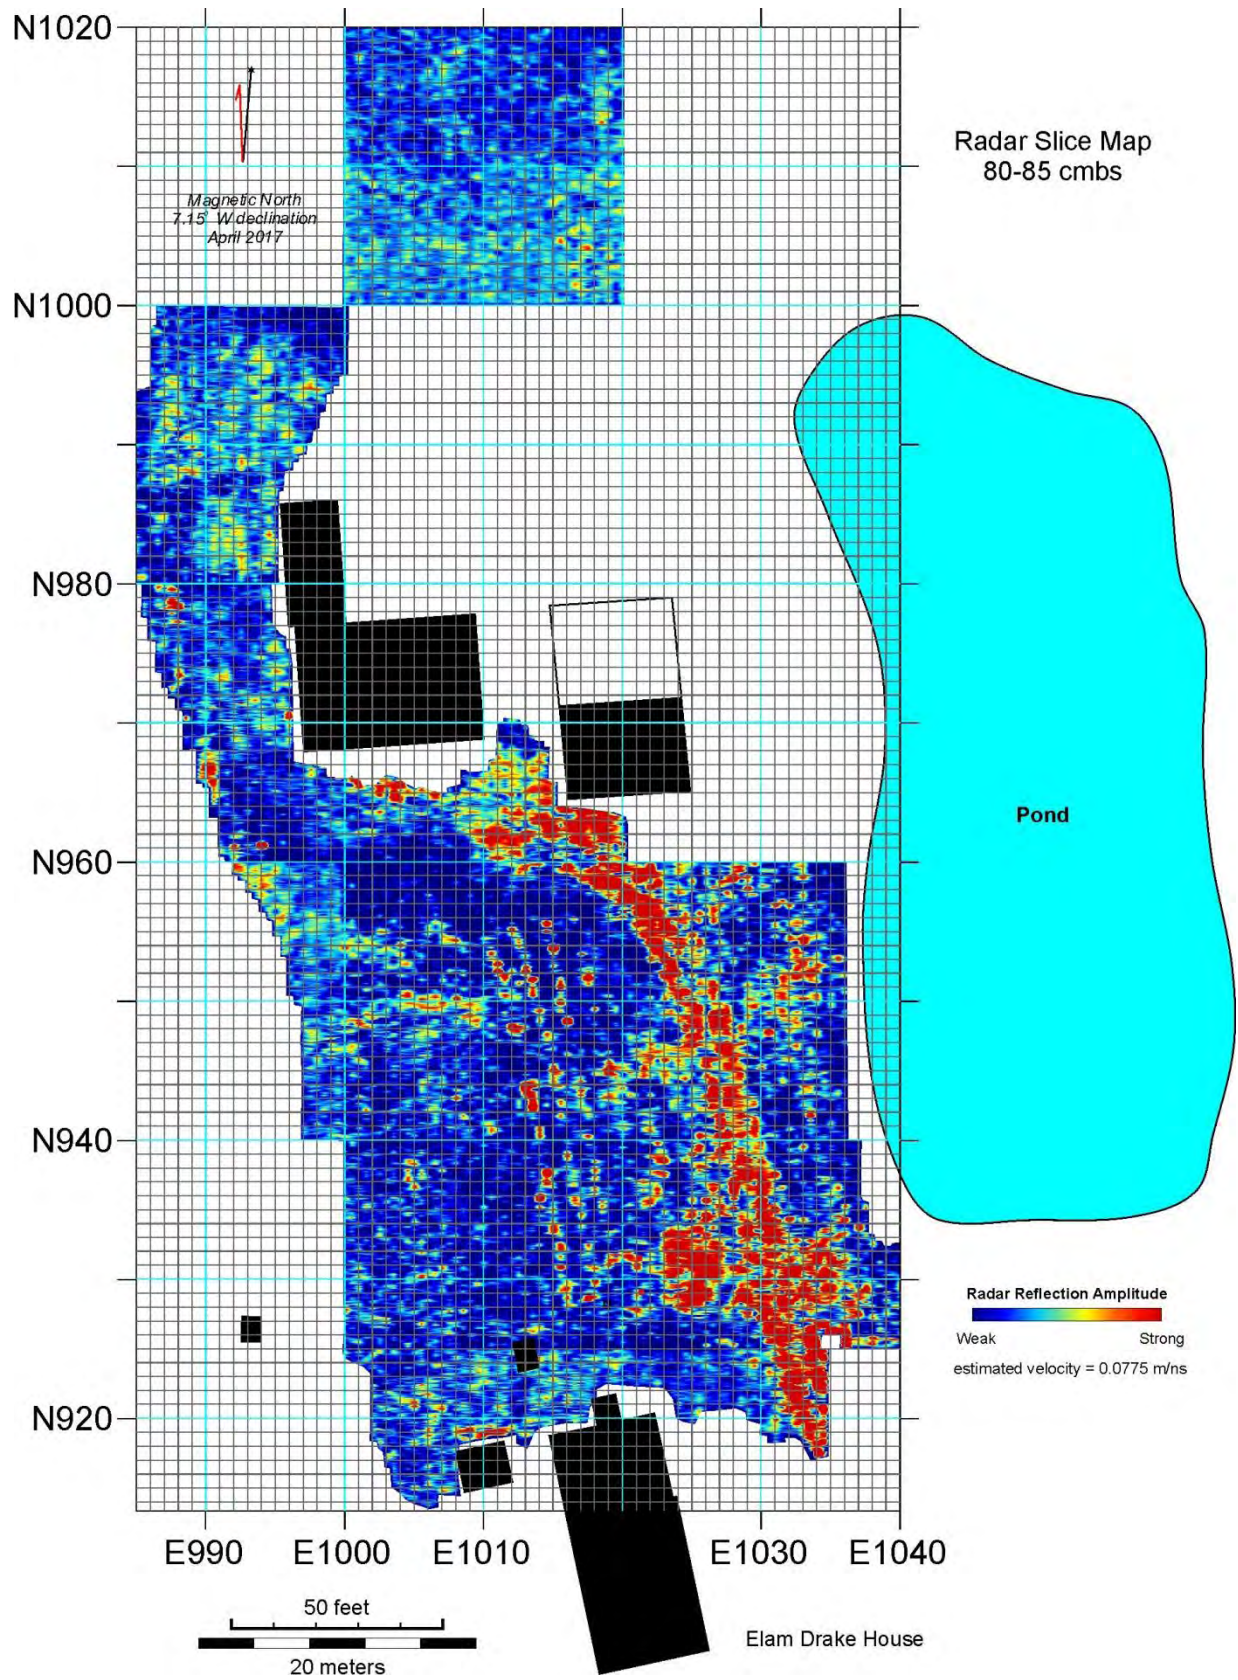 N1020
Radar Slice Map
80-85 cmbs
Magnetic North
7.15° W declination
April 2017
N1000
N980
Pond
N960
N940
Radar Reflection Amplitude
Weak Strong
estimated velocity = 0.0775 m/ns
N920
E990 E1000 E1010 E1030 E1040
50 feet
20 meters
Elam Drake House